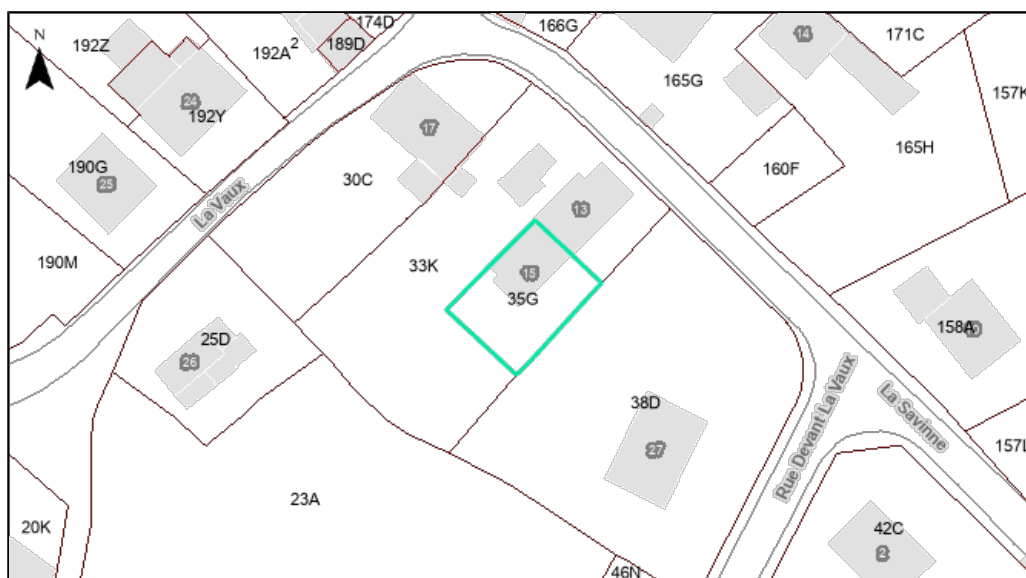 174D
166G
171C
N
192Z
192A²
189D
14
165G
157K
24
192Y
17
165H
190G
25
160F
30C
La Vaux
13
190M
33K
15
35G
158A
25D
26
38D
La Savinne
Rue Devant La Vaux
27
157L
23A
20K
42C
2
46N